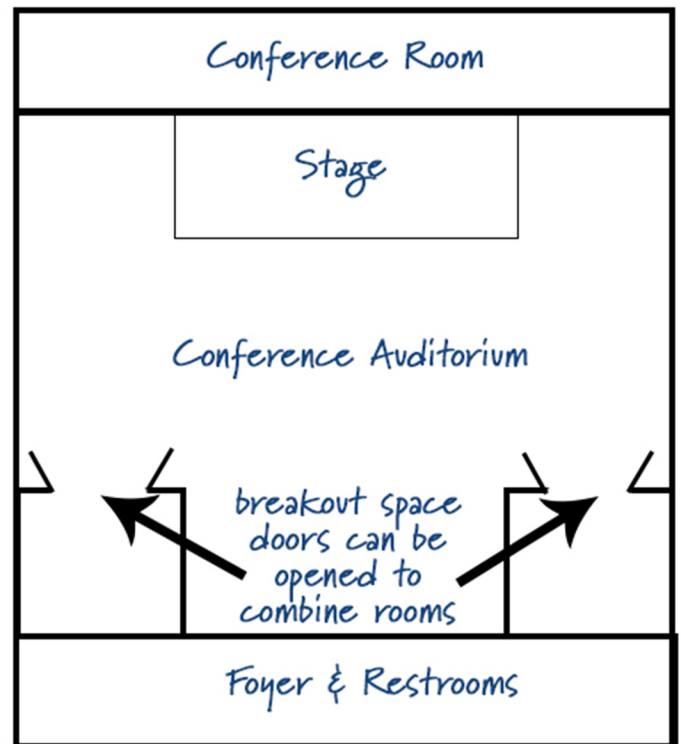 Conference Room
Stage
Conference Auditorium
breakout space
doors can be
opened to
combine rooms
Foyer & Restrooms